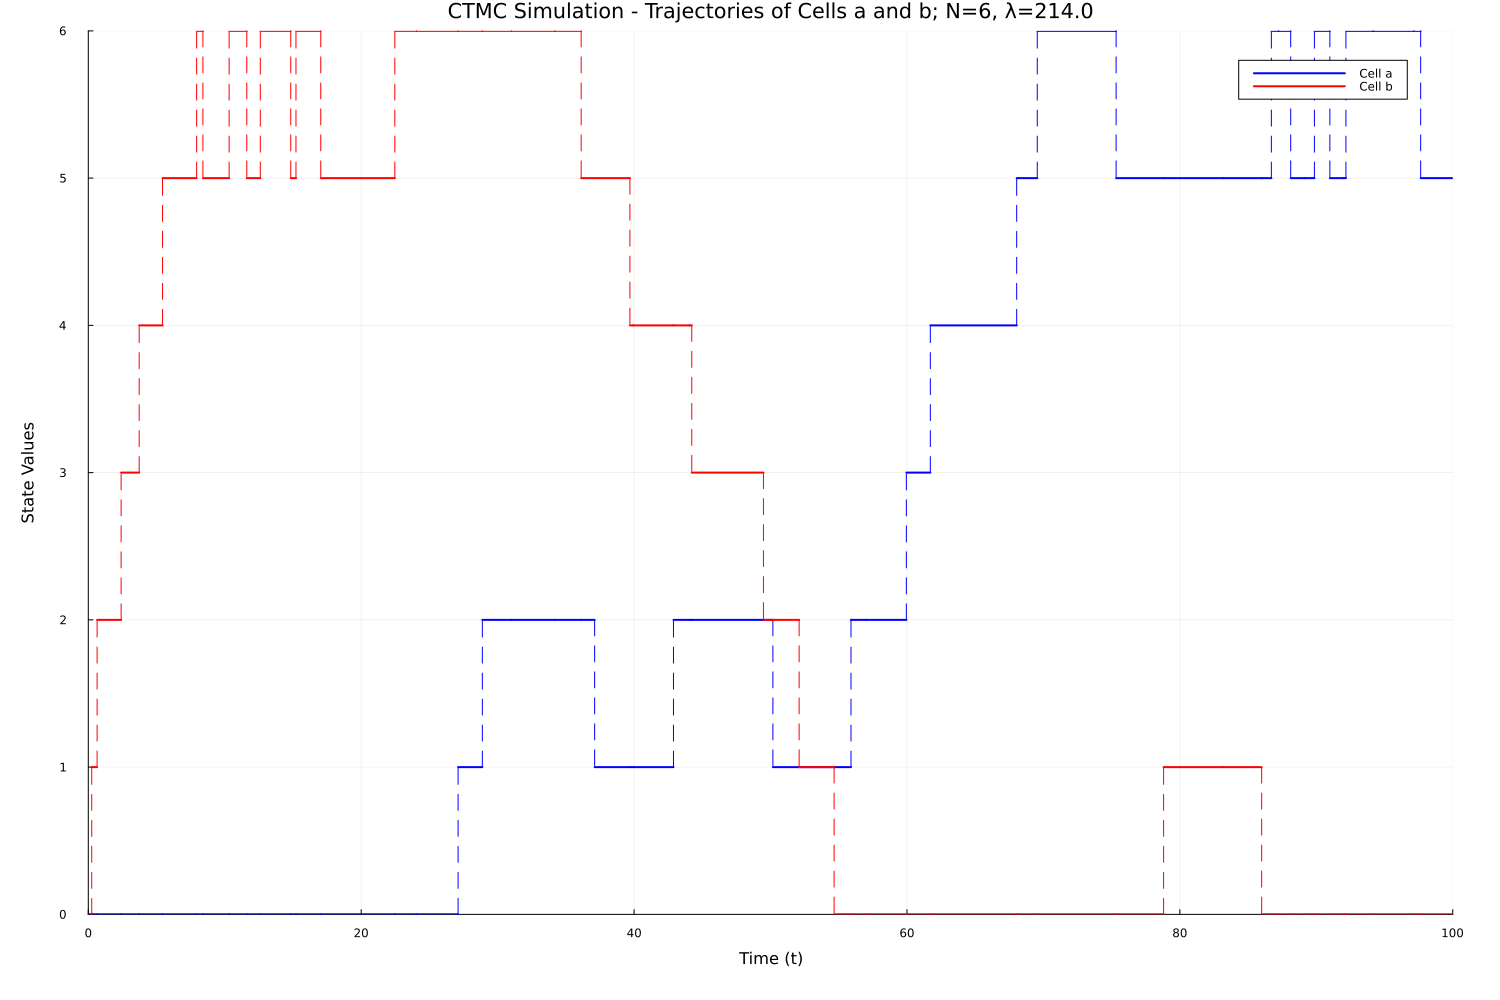 CTMC Simulation - Trajectories of Cells a and b; N=6, λ=214.0
6
Cell a
Cell b
5
4
State Values
3
2
1
0
0 20 40 60 80 100
Time (t)